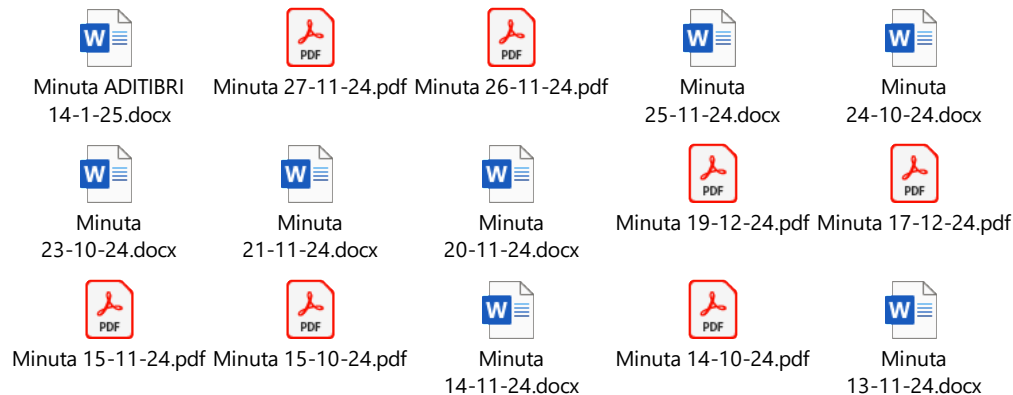 Minuta ADITIBRI
14-1-25.docx
Minuta 27-11-24.pdf
Minuta 26-11-24.pdf
Minuta
25-11-24.docx
Minuta
24-10-24.docx
Minuta
23-10-24.docx
Minuta
21-11-24.docx
Minuta
20-11-24.docx
Minuta 19-12-24.pdf
Minuta 17-12-24.pdf
Minuta 15-11-24.pdf
Minuta 15-10-24.pdf
Minuta
14-11-24.docx
Minuta 14-10-24.pdf
Minuta
13-11-24.docx
W
PDF
PDF
W
W
W
W
W
PDF
PDF
PDF
PDF
W
PDF
W